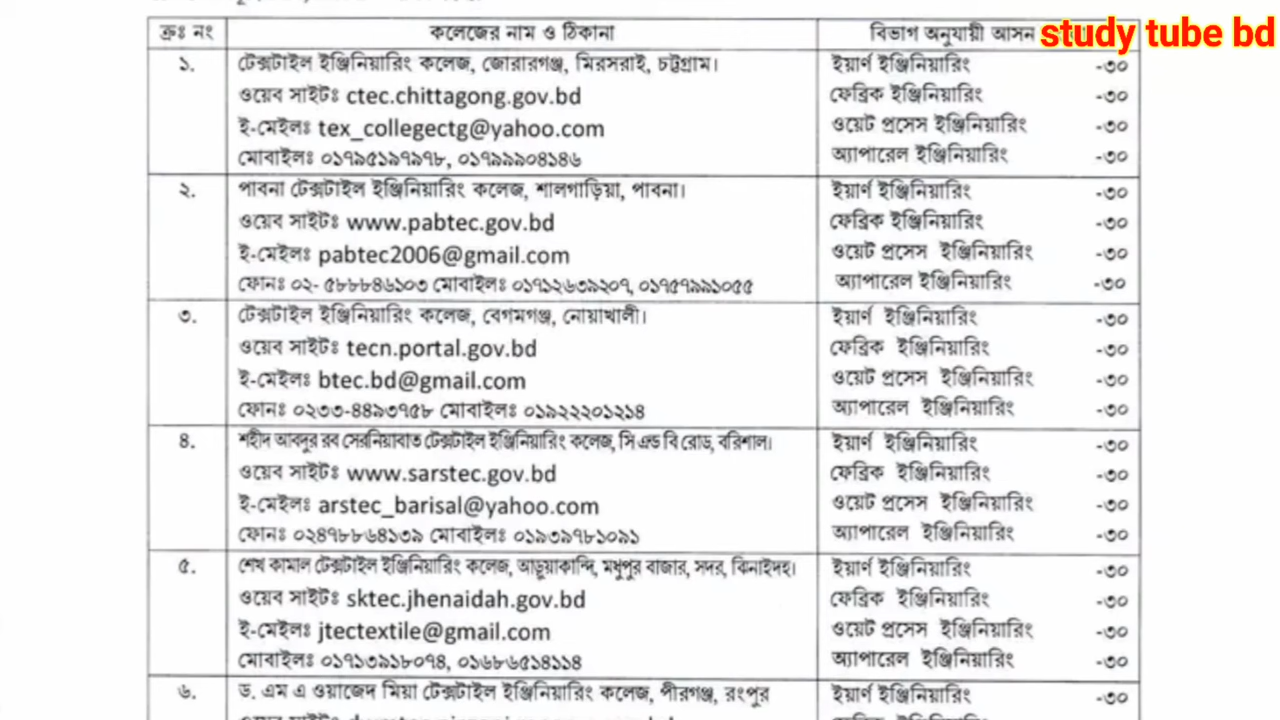 study tube bd
ক্রঃ নং কলেজের নাম ও ঠিকানা বিভাগ অনুযায়ী আসন
১. টেক্সটাইল ইঞ্জিনিয়ারিং কলেজ, জোরারগঞ্জ, মিরসরাই, চট্টগ্রাম। ইয়ার্ণ ইঞ্জিনিয়ারিং -৩০
ওয়েব সাইটঃ ctec.chittagong.gov.bd ফেব্রিক ইঞ্জিনিয়ারিং -৩০
ই-মেইলঃ tex_collegectg@yahoo.com ওয়েট প্রসেস ইঞ্জিনিয়ারিং -৩০
মোবাইলঃ ০১৭৯৫১৯৭৯৭৮, ০১৭৯৯৯০৪১৪৬ অ্যাপারেল ইঞ্জিনিয়ারিং -৩০
২. পাবনা টেক্সটাইল ইঞ্জিনিয়ারিং কলেজ, শালগাড়িয়া, পাবনা। ইয়ার্ণ ইঞ্জিনিয়ারিং -৩০
ওয়েব সাইটঃ www.pabtec.gov.bd ফেব্রিক ইঞ্জিনিয়ারিং -৩০
ই-মেইলঃ pabtec2006@gmail.com ওয়েট প্রসেস ইঞ্জিনিয়ারিং -৩০
ফোনঃ ০২- ৫৮৮৮৪৬১০৩ মোবাইলঃ ০১৭১২৬৩৯২০৭, ০১৭৫৭৯৯১০৫৫ অ্যাপারেল ইঞ্জিনিয়ারিং -৩০
৩. টেক্সটাইল ইঞ্জিনিয়ারিং কলেজ, বেগমগঞ্জ, নোয়াখালী। ইয়ার্ণ ইঞ্জিনিয়ারিং -৩০
ওয়েব সাইটঃ tecn.portal.gov.bd ফেব্রিক ইঞ্জিনিয়ারিং -৩০
ই-মেইলঃ btec.bd@gmail.com ওয়েট প্রসেস ইঞ্জিনিয়ারিং -৩০
ফোনঃ ০২৩৩-৪৪৯৩৭৫৮ মোবাইলঃ ০১৯২২২০১২১৪ অ্যাপারেল ইঞ্জিনিয়ারিং -৩০
৪. শহীদ আবদুর রব সেরনিয়াবাত টেক্সটাইল ইঞ্জিনিয়ারিং কলেজ, সি এন্ড বি রোড, বরিশাল। ইয়ার্ণ ইঞ্জিনিয়ারিং -৩০
ওয়েব সাইটঃ www.sarstec.gov.bd ফেব্রিক ইঞ্জিনিয়ারিং -৩০
ই-মেইলঃ arstec_barisal@yahoo.com ওয়েট প্রসেস ইঞ্জিনিয়ারিং -৩০
ফোনঃ ০২৪৭৮৮৬৪১৩৯ মোবাইলঃ ০১৯৩৯৭৮১০৯১ অ্যাপারেল ইঞ্জিনিয়ারিং -৩০
৫. শেখ কামাল টেক্সটাইল ইঞ্জিনিয়ারিং কলেজ, আড়ুয়াকান্দি, মধুপুর বাজার, সদর, ঝিনাইদহ। ইয়ার্ণ ইঞ্জিনিয়ারিং -৩০
ওয়েব সাইটঃ sktec.jhenaidah.gov.bd ফেব্রিক ইঞ্জিনিয়ারিং -৩০
ই-মেইলঃ jtectextile@gmail.com ওয়েট প্রসেস ইঞ্জিনিয়ারিং -৩০
মোবাইলঃ ০১৭১৩৯১৮০৭৪, ০১৬৮৬৫১৪১১৪ অ্যাপারেল ইঞ্জিনিয়ারিং -৩০
৬. ড. এম এ ওয়াজেদ মিয়া টেক্সটাইল ইঞ্জিনিয়ারিং কলেজ, পীরগঞ্জ, রংপুর ইয়ার্ণ ইঞ্জিনিয়ারিং -৩০